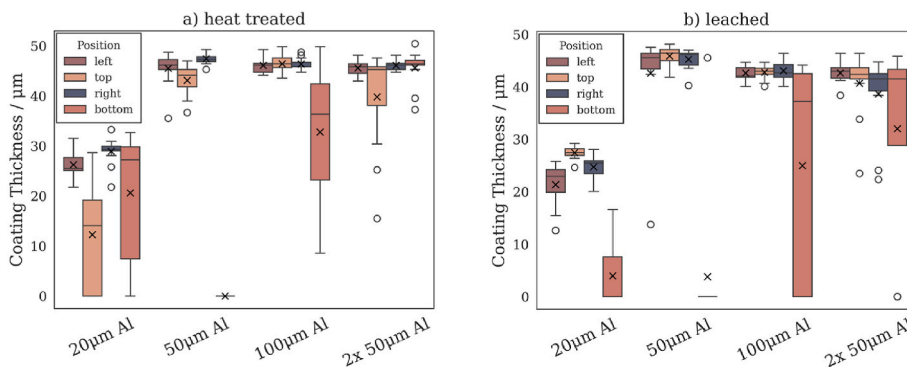 a) heat treated
Coating Thickness / µm
50
40
30
20
10
0
Position
left
top
right
bottom
20µm Al
50µm Al
100µm Al
2x 50µm Al
b) leached
Coating Thickness / µm
50
40
30
20
10
0
Position
left
top
right
bottom
20µm Al
50µm Al
100µm Al
2x 50µm Al